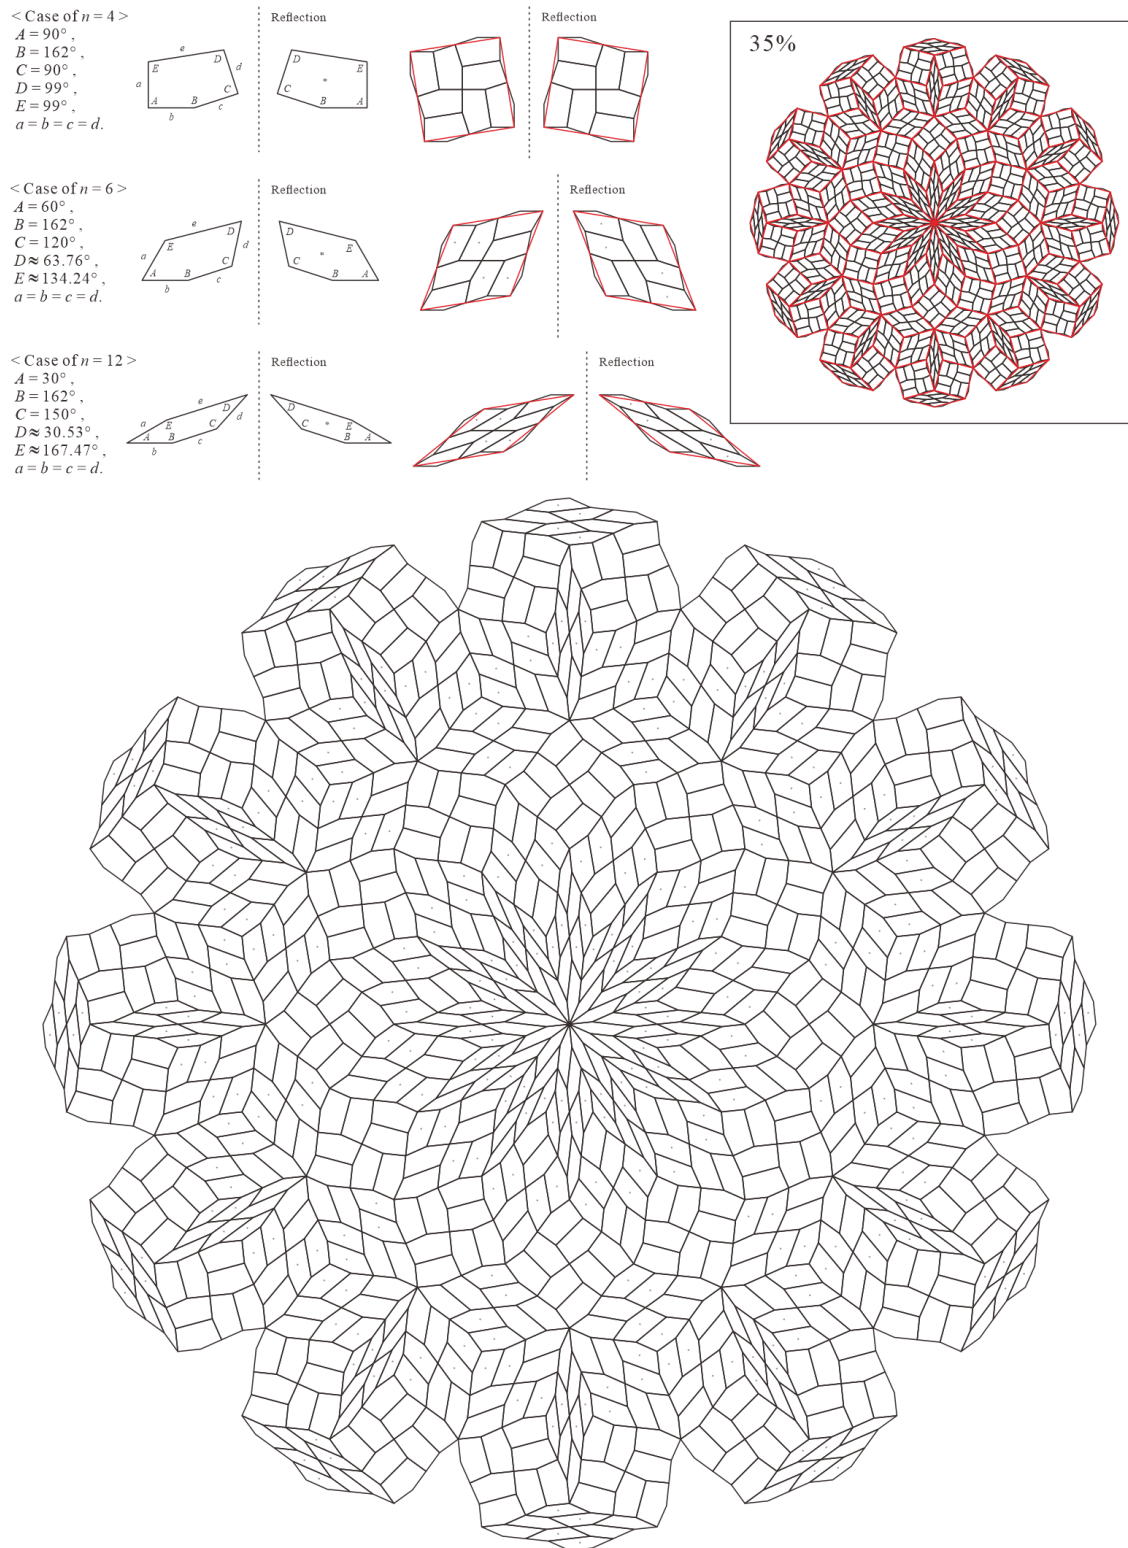 < Case of n = 4 >
A = 90° ,
B = 162° ,
C = 90° ,
D = 99° ,
E = 99° ,
a = b = c = d.
e
D
E
d
a
C
A
B
c
b
Reflection
D
E
*
C
B
A
Reflection
35%
< Case of n = 6 >
A = 60° ,
B = 162° ,
C = 120° ,
D ≈ 63.76° ,
E ≈ 134.24° ,
a = b = c = d.
e
D
E
d
a
C
A
B
c
b
Reflection
D
E
*
C
B
A
Reflection
< Case of n = 12 >
A = 30° ,
B = 162° ,
C = 150° ,
D ≈ 30.53° ,
E ≈ 167.47° ,
a = b = c = d.
e
D
a
E
C
d
A
B
c
b
Reflection
D
C
*
E
B
A
Reflection